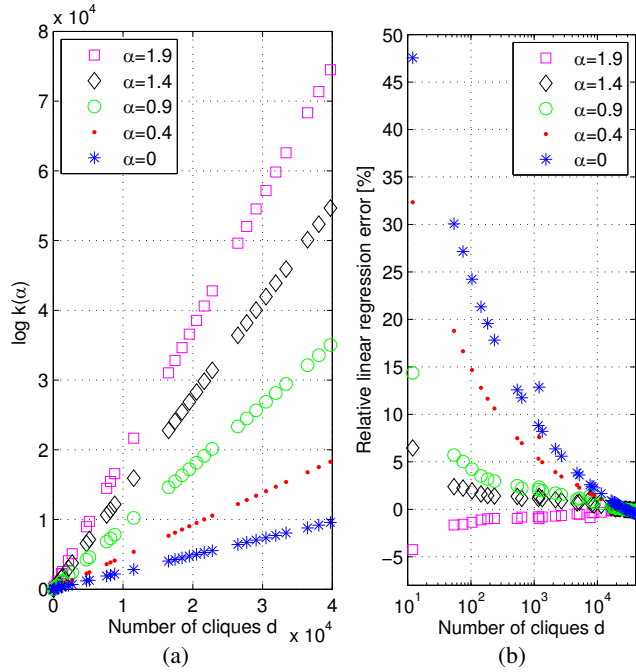 8
x 10^4
α=1.9
α=1.4
α=0.9
α=0.4
α=0
7
6
5
4
3
2
1
0
log k(α)
0 1 2 3 4
Number of cliques d x 10^4
(a)
50
45
40
35
30
25
20
15
10
5
0
−5
Relative linear regression error [%]
α=1.9
α=1.4
α=0.9
α=0.4
α=0
10^1 10^2 10^3 10^4
Number of cliques d
(b)